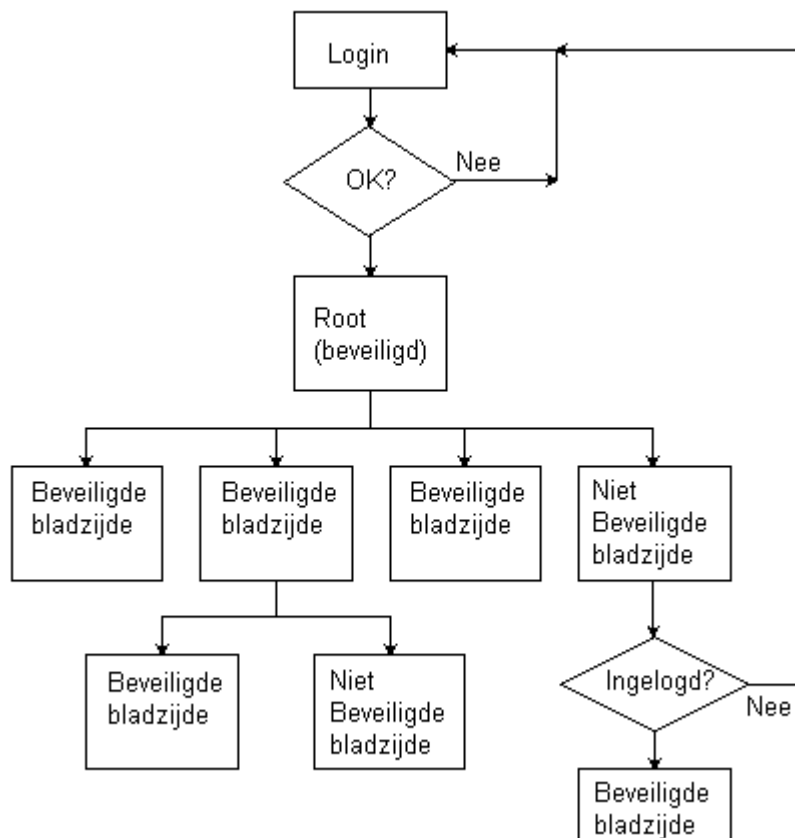 Login
OK?
Nee
Root
(beveiligd)
Beveiligde
bladzijde
Beveiligde
bladzijde
Beveiligde
bladzijde
Niet
Beveiligde
bladzijde
Beveiligde
bladzijde
Niet
Beveiligde
bladzijde
Ingelogd?
Nee
Beveiligde
bladzijde